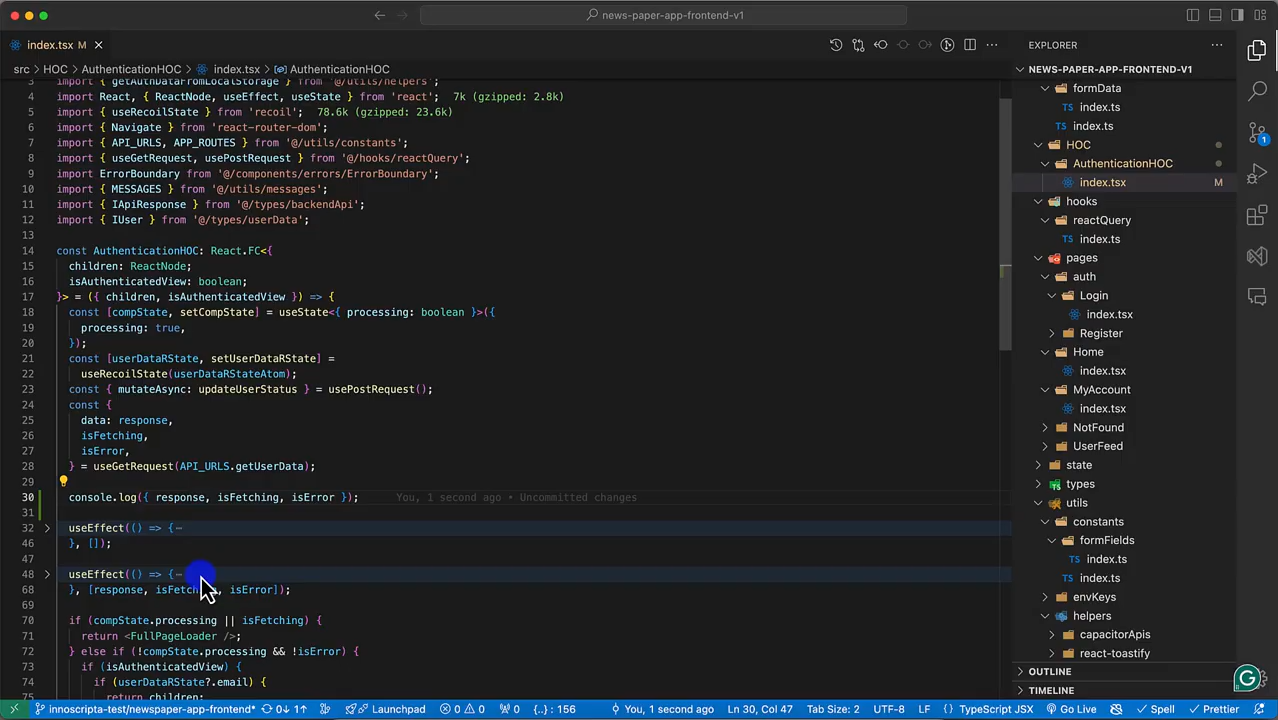 news-paper-app-frontend-v1
index.tsx M
EXPLORER
src > HOC > AuthenticationHOC > index.tsx > AuthenticationHOC
NEWS-PAPER-APP-FRONTEND-V1
3 import { getAuthDataFromLocalStorage } from '@/utils/helpers';
4 import React, { ReactNode, useEffect, useState } from 'react'; 7k (gzipped: 2.8k)
5 import { useRecoilState } from 'recoil'; 78.6k (gzipped: 23.6k)
6 import { Navigate } from 'react-router-dom';
7 import { API_URLS, APP_ROUTES } from '@/utils/constants';
8 import { useGetRequest, usePostRequest } from '@/hooks/reactQuery';
9 import ErrorBoundary from '@/components/errors/ErrorBoundary';
10 import { MESSAGES } from '@/utils/messages';
11 import { IApiResponse } from '@/types/backendApi';
12 import { IUser } from '@/types/userData';
13
14 const AuthenticationHOC: React.FC<{
15 children: ReactNode;
16 isAuthenticatedView: boolean;
17 }> = ({ children, isAuthenticatedView }) => {
18 const [compState, setCompState] = useState<{ processing: boolean }>({
19 processing: true,
20 });
21 const [userDataRState, setUserDataRState] =
22 useRecoilState(userDataRStateAtom);
23 const { mutateAsync: updateUserStatus } = usePostRequest();
24 const {
25 data: response,
26 isFetching,
27 isError,
28 } = useGetRequest(API_URLS.getUserData);
29
30 console.log({ response, isFetching, isError }); You, 1 second ago • Uncommitted changes
31
32 useEffect(() => {
46 }, []);
47
48 useEffect(() => {
68 }, [response, isFetching, isError]);
69
70 if (compState.processing || isFetching) {
71 return <FullPageLoader />;
72 } else if (!compState.processing && !isError) {
73 if (isAuthenticatedView) {
74 if (userDataRState?.email) {
75 return children;
formData
TS index.ts
TS index.ts
HOC
AuthenticationHOC
index.tsx M
hooks
reactQuery
TS index.ts
pages
auth
Login
index.tsx
Register
Home
index.tsx
MyAccount
index.tsx
NotFound
UserFeed
state
types
utils
constants
formFields
TS index.ts
TS index.ts
envKeys
helpers
capacitorApis
react-toastify
OUTLINE
TIMELINE
1
innoscripta-test/newspaper-app-frontend* 0↓ 1↑ Launchpad 0 0 0 {..} : 156 You, 1 second ago Ln 30, Col 47 Tab Size: 2 UTF-8 LF {} TypeScript JSX Go Live Spell Prettier